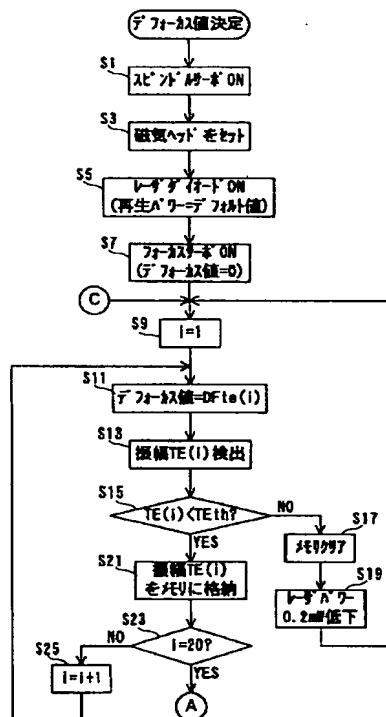 デフォーカス値決定
S1
スピンドルサーボON
S3
磁気ヘッドをセット
S5
レーザダイオードON
(再生パワー=デフォルト値)
S7
フォーカスサーボON
(デフォーカス値=0)
C
S9
i=1
S11
デフォーカス値=DFte(i)
S13
振幅TE(i)検出
S15
TE(i)<TEth?
NO
S17
メモリクリア
YES
S21
振幅TE(i)
をメモリに格納
S19
レーザパワー
0.2mW低下
S23
i=20?
NO
S25
i=i+1
YES
A